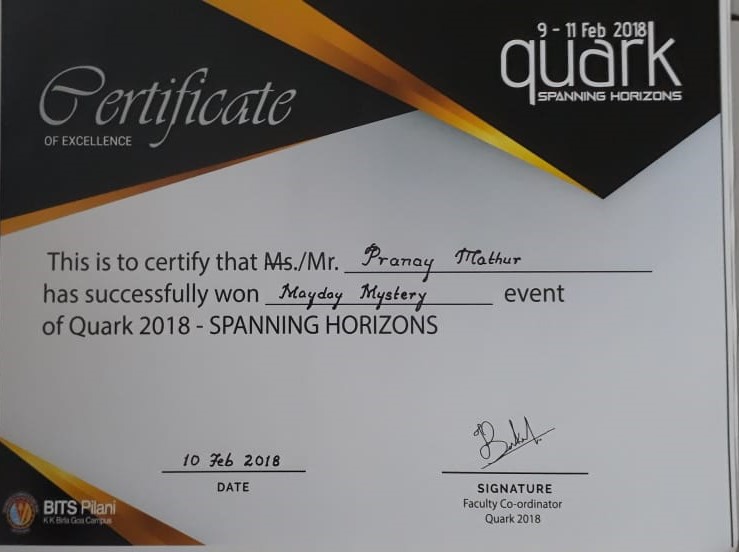 9 - 11 Feb 2018
quark
SPANNING HORIZONS
Certificate
OF EXCELLENCE
This is to certify that Ms./Mr. Pranay Mathur
has successfully won Mayday Mystery event
of Quark 2018 - SPANNING HORIZONS
10 Feb 2018
DATE
SIGNATURE
Faculty Co-ordinator
Quark 2018
BITS Pilani
K K Birla Goa Campus